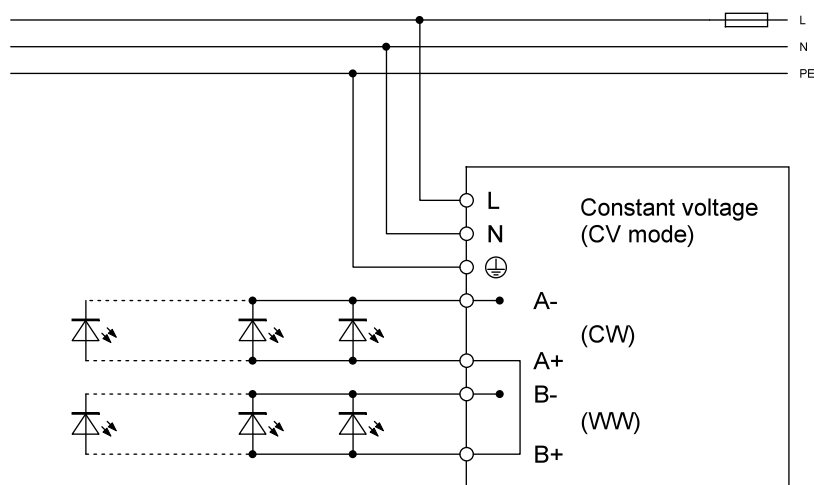 L
N
PE
L
N
Constant voltage
(CV mode)
A-
(CW)
A+
B-
(WW)
B+